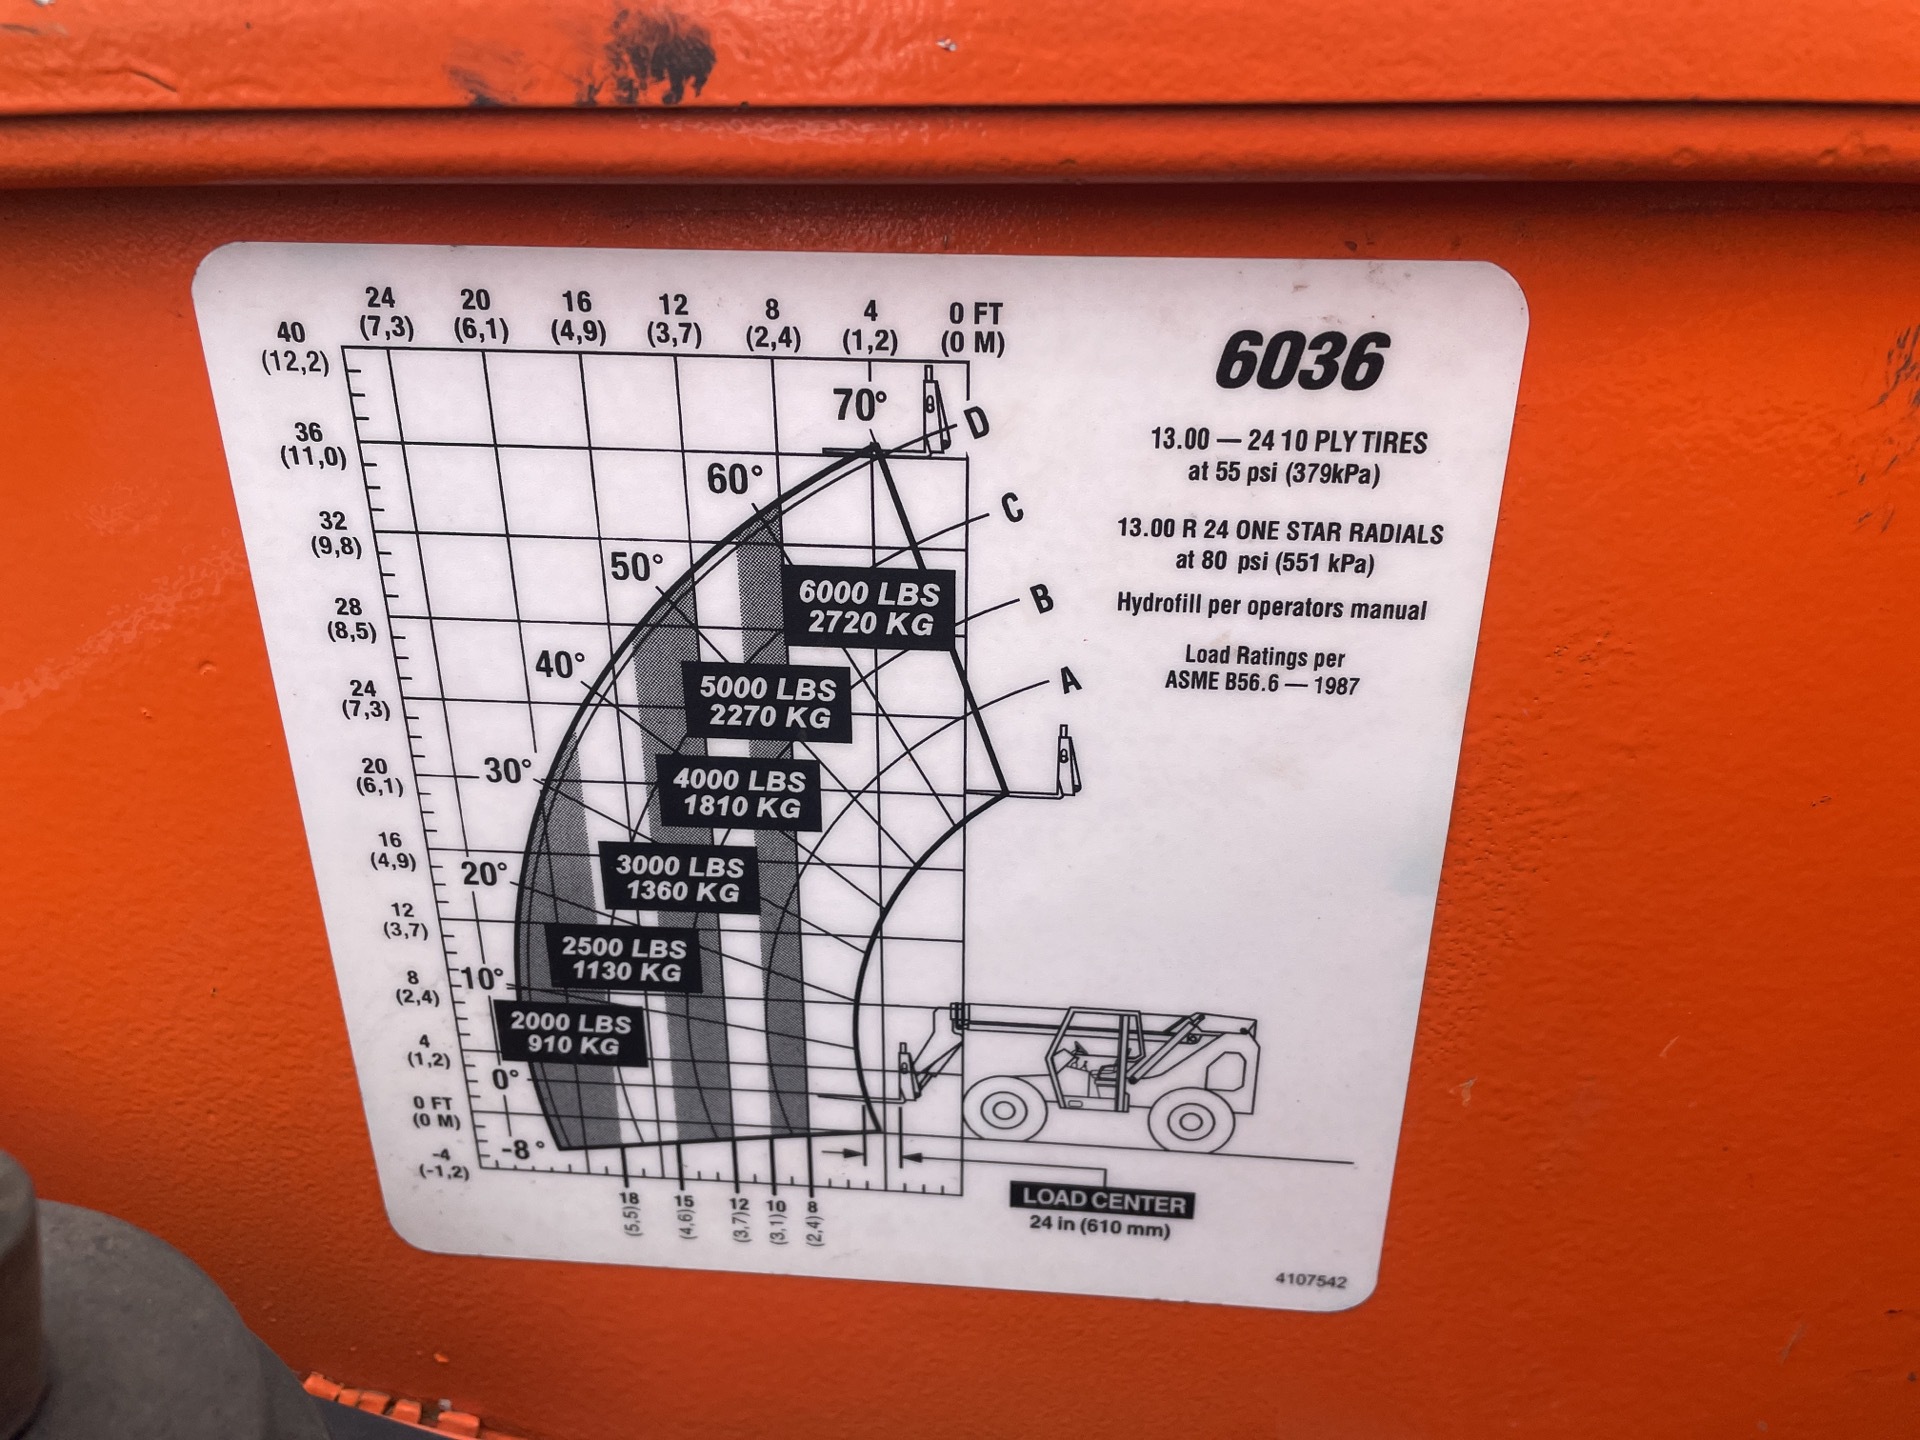 24 20 16 12 8 4 0 FT
(7,3) (6,1) (4,9) (3,7) (2,4) (1,2) (0 M)
40
(12,2)
36
(11,0)
32
(9,8)
28
(8,5)
24
(7,3)
20
(6,1)
16
(4,9)
12
(3,7)
8
(2,4)
4
(1,2)
0 FT
(0 M)
-4
(-1,2)
70°
60°
50°
40°
30°
20°
10°
0°
-8°
D
C
B
A
6000 LBS
2720 KG
5000 LBS
2270 KG
4000 LBS
1810 KG
3000 LBS
1360 KG
2500 LBS
1130 KG
2000 LBS
910 KG
18 15 12 10 8
(5,5) (4,6) (3,7) (3,1) (2,4)
6036
13.00 — 24 10 PLY TIRES
at 55 psi (379kPa)
13.00 R 24 ONE STAR RADIALS
at 80 psi (551 kPa)
Hydrofill per operators manual
Load Ratings per
ASME B56.6 — 1987
LOAD CENTER
24 in (610 mm)
4107542